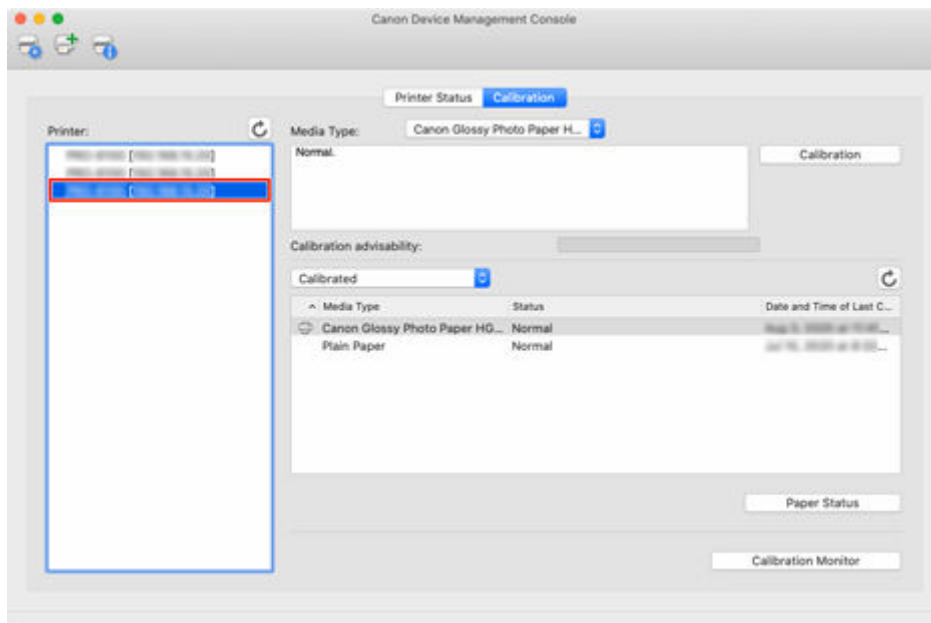 Canon Device Management Console
Printer Status Calibration
Printer:
Media Type: Canon Glossy Photo Paper H...
Normal.
Calibration
Calibration advisability:
Calibrated
Media Type Status Date and Time of Last C...
Canon Glossy Photo Paper HG... Normal
Plain Paper Normal
Paper Status
Calibration Monitor